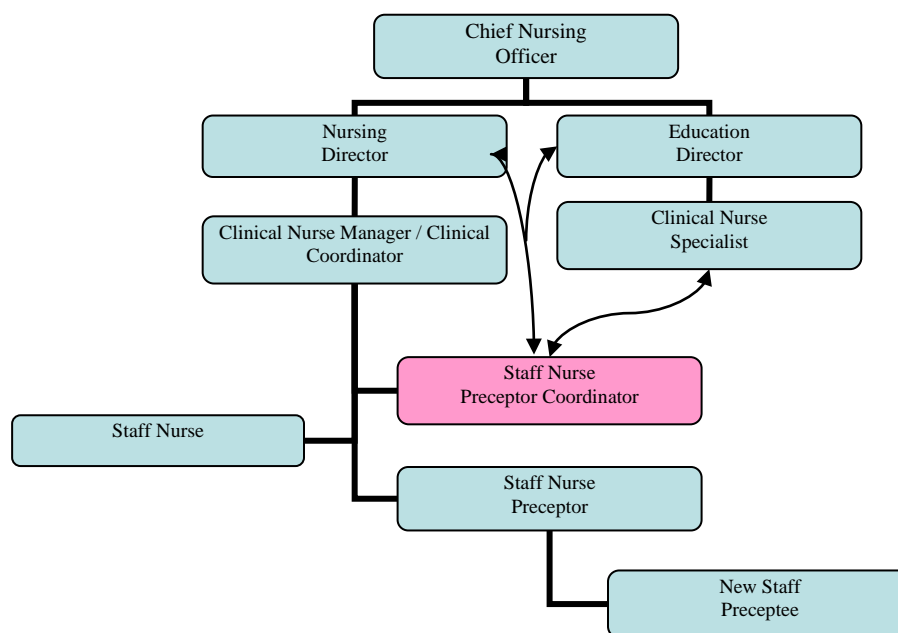 Chief Nursing
Officer
Nursing
Director
Education
Director
Clinical Nurse Manager / Clinical
Coordinator
Clinical Nurse
Specialist
Staff Nurse
Preceptor Coordinator
Staff Nurse
Staff Nurse
Preceptor
New Staff
Preceptee